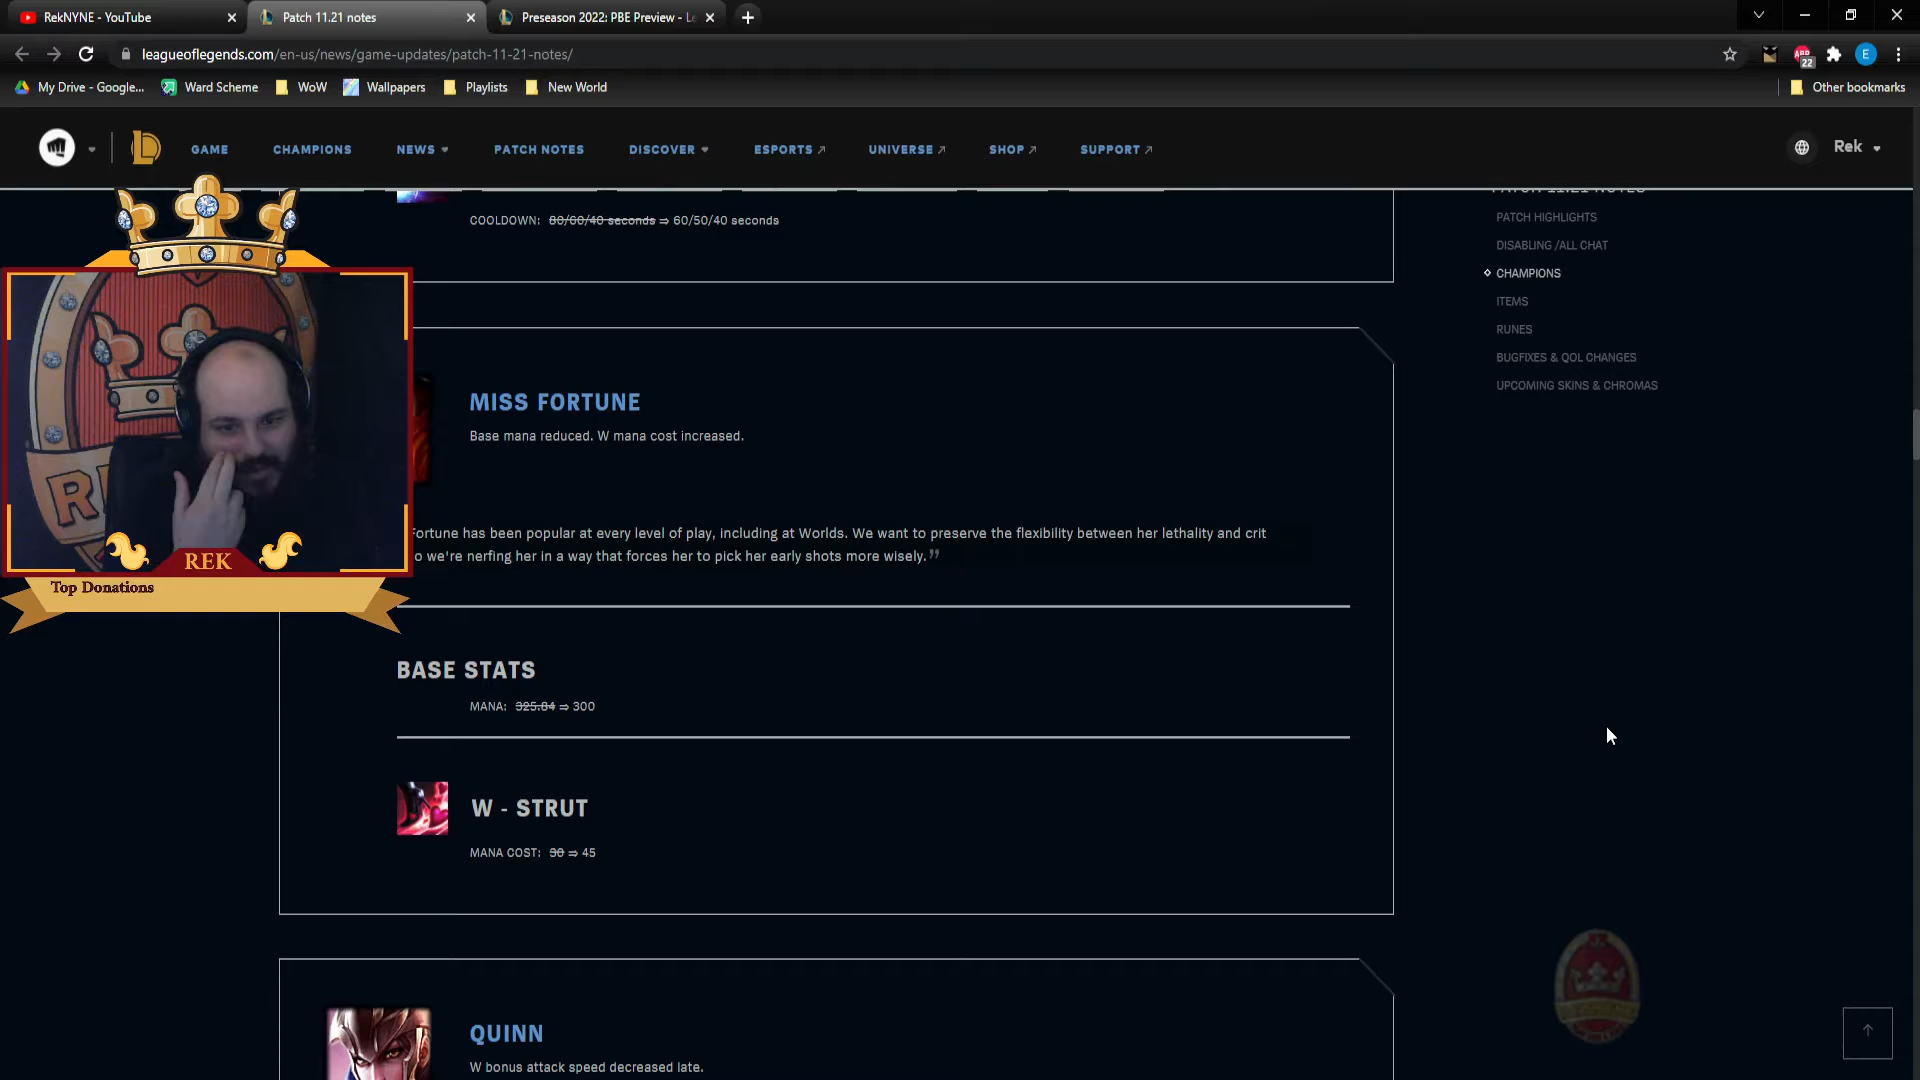 RekNYNE - YouTube
Patch 11.21 notes
Preseason 2022: PBE Preview - Le
leagueoflegends.com/en-us/news/game-updates/patch-11-21-notes/
22
E
My Drive - Google...
Ward Scheme
WoW
Wallpapers
Playlists
New World
Other bookmarks
GAME
CHAMPIONS
NEWS
PATCH NOTES
DISCOVER
ESPORTS
UNIVERSE
SHOP
SUPPORT
Rek
COOLDOWN: 80/60/40 seconds ⇒ 60/50/40 seconds
PATCH 11.21 NOTES
PATCH HIGHLIGHTS
DISABLING /ALL CHAT
CHAMPIONS
ITEMS
RUNES
BUGFIXES & QOL CHANGES
UPCOMING SKINS & CHROMAS
MISS FORTUNE
Base mana reduced. W mana cost increased.
Fortune has been popular at every level of play, including at Worlds. We want to preserve the flexibility between her lethality and crit
o we're nerfing her in a way that forces her to pick her early shots more wisely.”
REK
Top Donations
BASE STATS
MANA: 325.84 ⇒ 300
W - STRUT
MANA COST: 30 ⇒ 45
QUINN
W bonus attack speed decreased late.